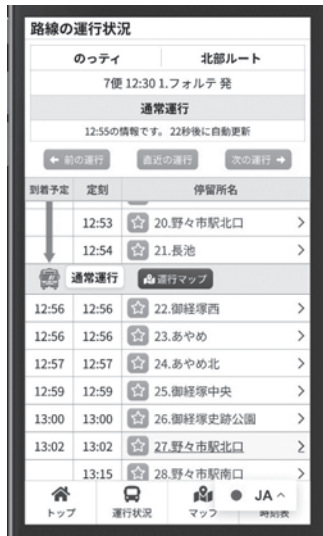 路線の運行状況
のっティ 北部ルート
7便 12:30 1.フォルテ 発
通常運行
12:55の情報です。 22秒後に自動更新
前の運行 直近の運行 次の運行
到着予定 定刻 停留所名
12:53 20.野々市駅北口
12:54 21.長池
通常運行 運行マップ
12:56 12:56 22.御経塚西
12:56 12:56 23.あやめ
12:57 12:57 24.あやめ北
12:59 12:59 25.御経塚中央
13:00 13:00 26.御経塚史跡公園
13:02 13:02 27.野々市駅北口
13:15 28.野々市駅南口
JA
トップ 運行状況 マップ 時刻表